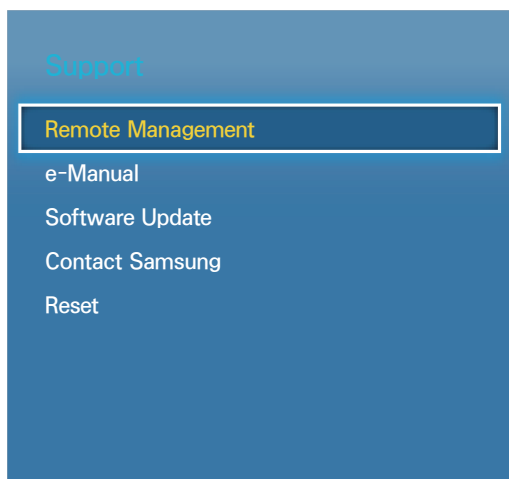 Support
Remote Management
e-Manual
Software Update
Contact Samsung
Reset